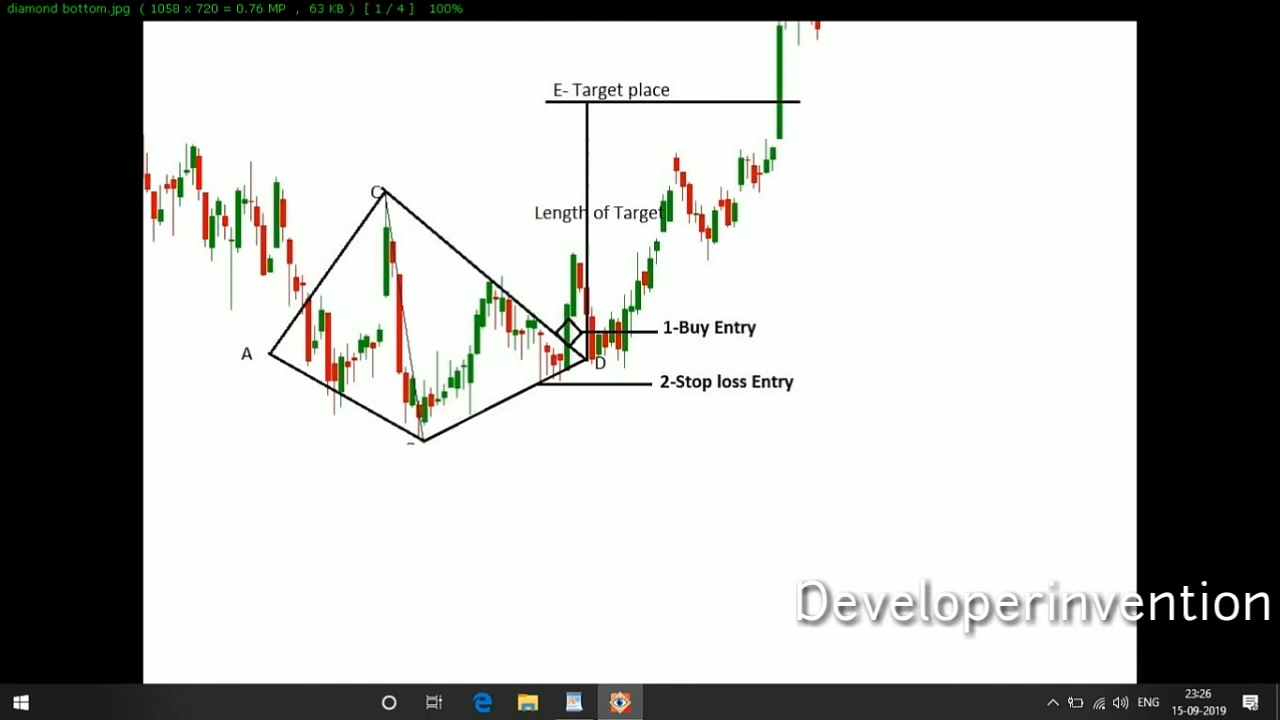 diamond bottom.jpg ( 1058 x 720 = 0.76 MP , 63 KB ) [ 1 / 4 ] 100%
E- Target place
C
Length of Target
1-Buy Entry
A
D
2-Stop loss Entry
Developerinvention
ENG
23:26
15-09-2019